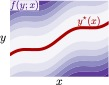 f(y; x)
y*(x)
y
x